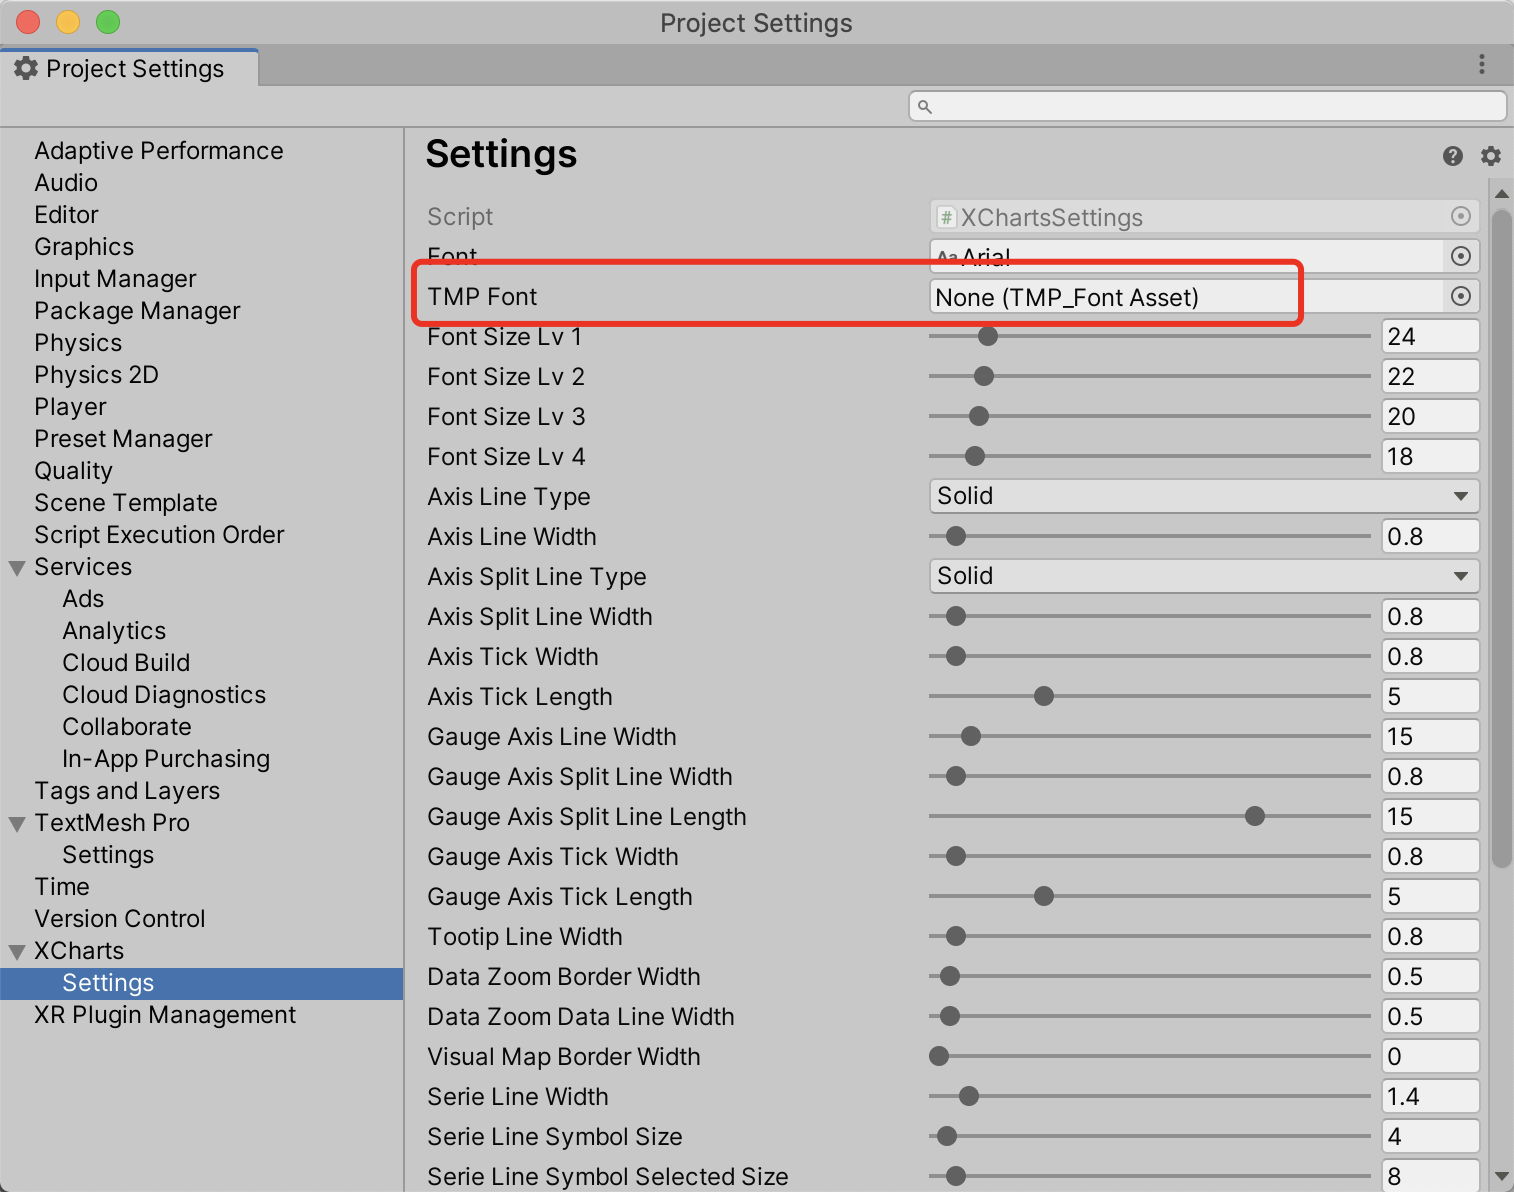 Project Settings
Project Settings
Adaptive Performance
Audio
Editor
Graphics
Input Manager
Package Manager
Physics
Physics 2D
Player
Preset Manager
Quality
Scene Template
Script Execution Order
Services
Ads
Analytics
Cloud Build
Cloud Diagnostics
Collaborate
In-App Purchasing
Tags and Layers
TextMesh Pro
Settings
Time
Version Control
XCharts
Settings
XR Plugin Management
Settings
Script # XChartsSettings
Font Aa Arial
TMP Font None (TMP_Font Asset)
Font Size Lv 1 24
Font Size Lv 2 22
Font Size Lv 3 20
Font Size Lv 4 18
Axis Line Type Solid
Axis Line Width 0.8
Axis Split Line Type Solid
Axis Split Line Width 0.8
Axis Tick Width 0.8
Axis Tick Length 5
Gauge Axis Line Width 15
Gauge Axis Split Line Width 0.8
Gauge Axis Split Line Length 15
Gauge Axis Tick Width 0.8
Gauge Axis Tick Length 5
Tootip Line Width 0.8
Data Zoom Border Width 0.5
Data Zoom Data Line Width 0.5
Visual Map Border Width 0
Serie Line Width 1.4
Serie Line Symbol Size 4
Serie Line Symbol Selected Size 8